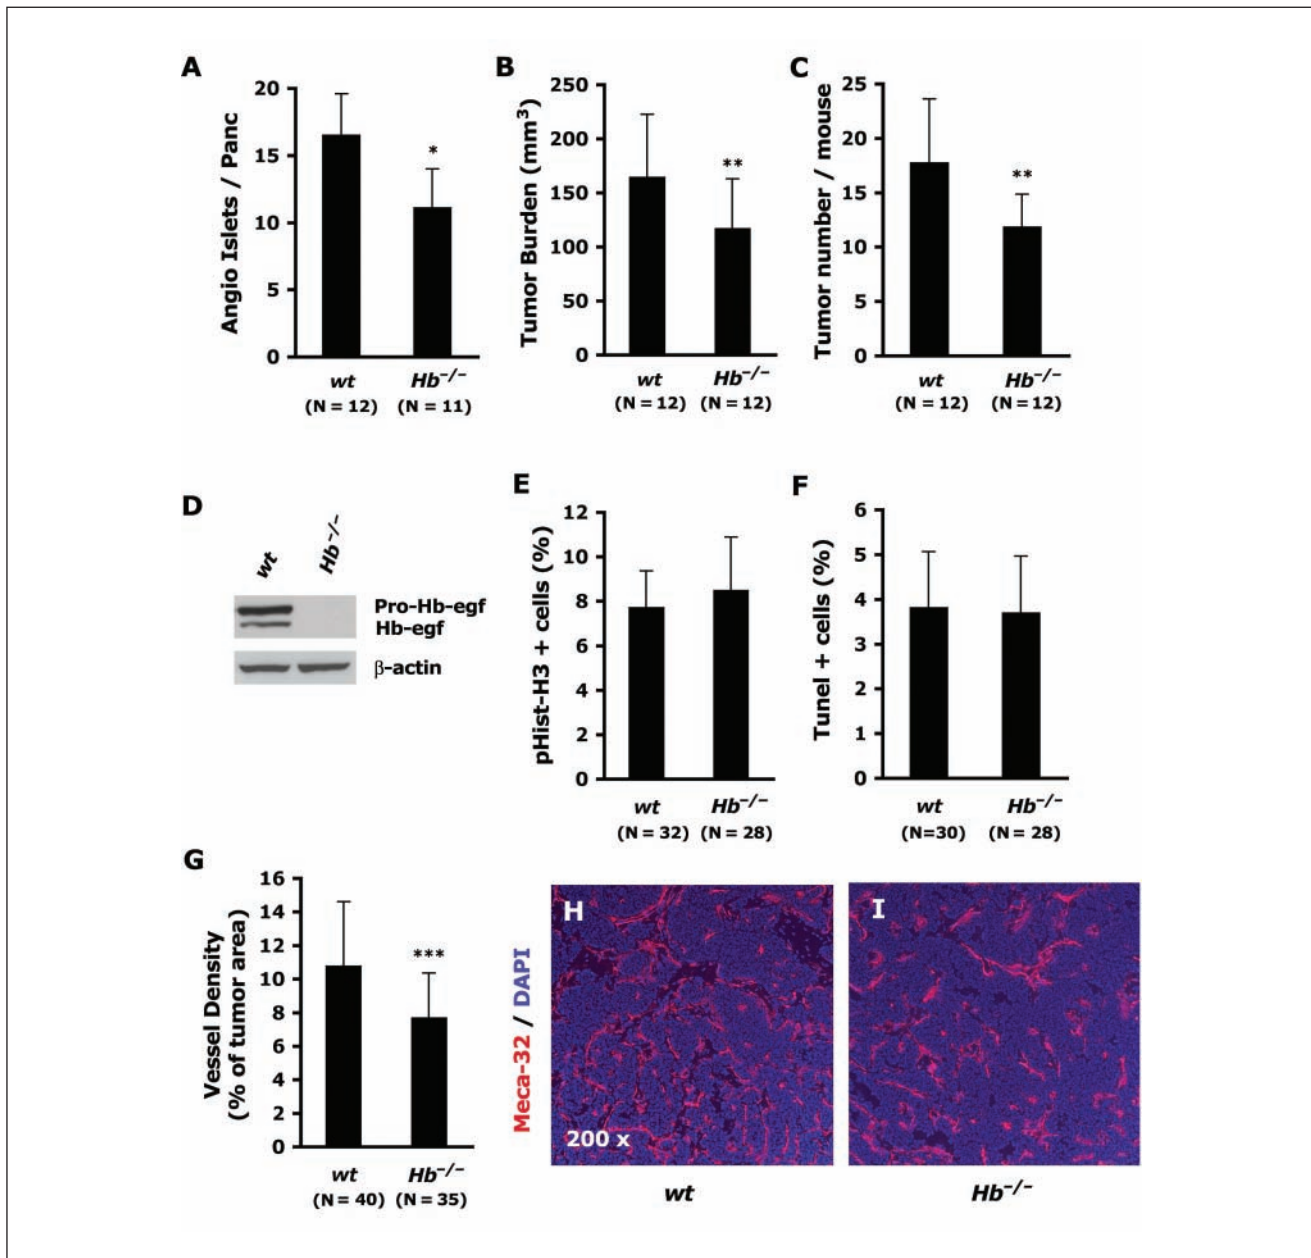 A
Angio Islets / Panc
20
15
10
5
0
*
wt
Hb−/−
(N = 12)
(N = 11)
B
Tumor Burden (mm3)
250
200
150
100
50
0
**
wt
Hb−/−
(N = 12)
(N = 12)
C
Tumor number / mouse
25
20
15
10
5
0
**
wt
Hb−/−
(N = 12)
(N = 12)
D
wt
Hb−/−
Pro-Hb-egf
Hb-egf
β-actin
E
pHist-H3 + cells (%)
12
10
8
6
4
2
0
wt
Hb−/−
(N = 32)
(N = 28)
F
Tunel + cells (%)
6
5
4
3
2
1
0
wt
Hb−/−
(N=30)
(N = 28)
G
Vessel Density
(% of tumor area)
16
14
12
10
8
6
4
2
0
***
wt
Hb−/−
(N = 40)
(N = 35)
Meca-32 / DAPI
H
200 x
wt
I
Hb−/−